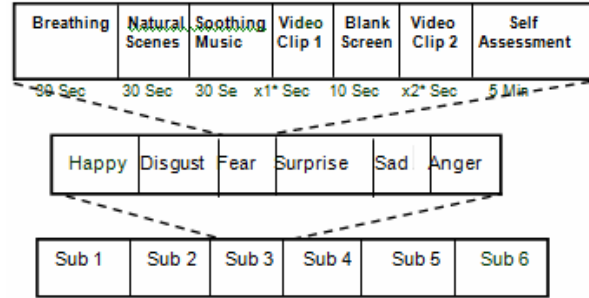 Breathing Natural Scenes Soothing Music Video Clip 1 Blank Screen Video Clip 2 Self Assessment
30 Sec 30 Sec 30 Se x1* Sec 10 Sec x2* Sec 5 Min
Happy Disgust Fear Surprise Sad Anger
Sub 1 Sub 2 Sub 3 Sub 4 Sub 5 Sub 6